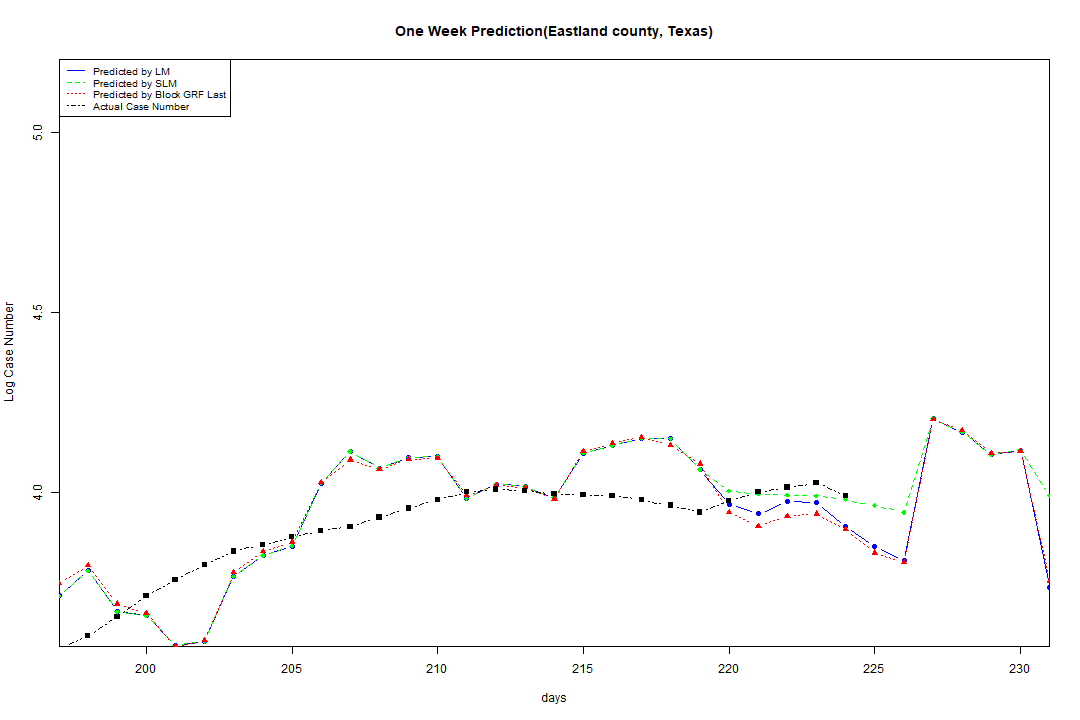 One Week Prediction(Eastland county, Texas)
Predicted by LM
Predicted by SLM
Predicted by Block GRF Last
Actual Case Number
5.0
4.5
4.0
Log Case Number
200 205 210 215 220 225 230
days